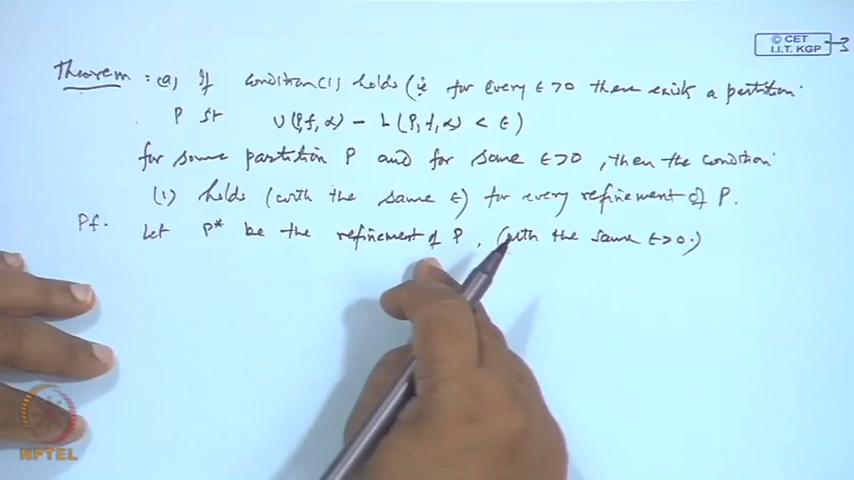 © CET
I.I.T. KGP
Theorem : (a) If condition (1) holds (ie for every ε > 0 there exists a partition
P st U(P,f,α) - L(P,f,α) < ε)
for some partition P and for some ε>0, then the condition
(1) holds (with the same ε) for every refinement of P.
Pf. Let P* be the refinement of P, (with the same ε>0.)
NPTEL